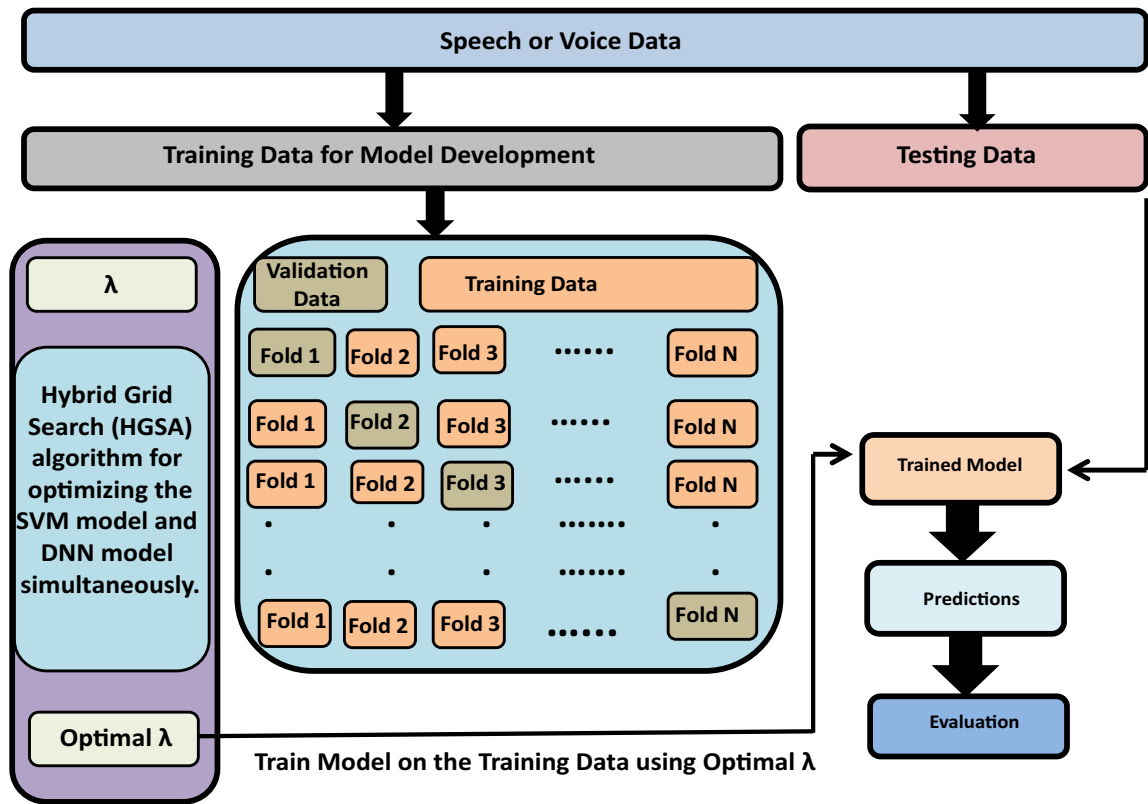 Speech or Voice Data
Training Data for Model Development
Testing Data
λ
Hybrid Grid
Search (HGSA)
algorithm for
optimizing the
SVM model and
DNN model
simultaneously.
Optimal λ
Validation
Data
Training Data
Fold 1 Fold 2 Fold 3 ...... Fold N
Fold 1 Fold 2 Fold 3 ...... Fold N
Fold 1 Fold 2 Fold 3 ...... Fold N
. . . ....... .
. . . ....... .
Fold 1 Fold 2 Fold 3 ...... Fold N
Train Model on the Training Data using Optimal λ
Trained Model
Predictions
Evaluation